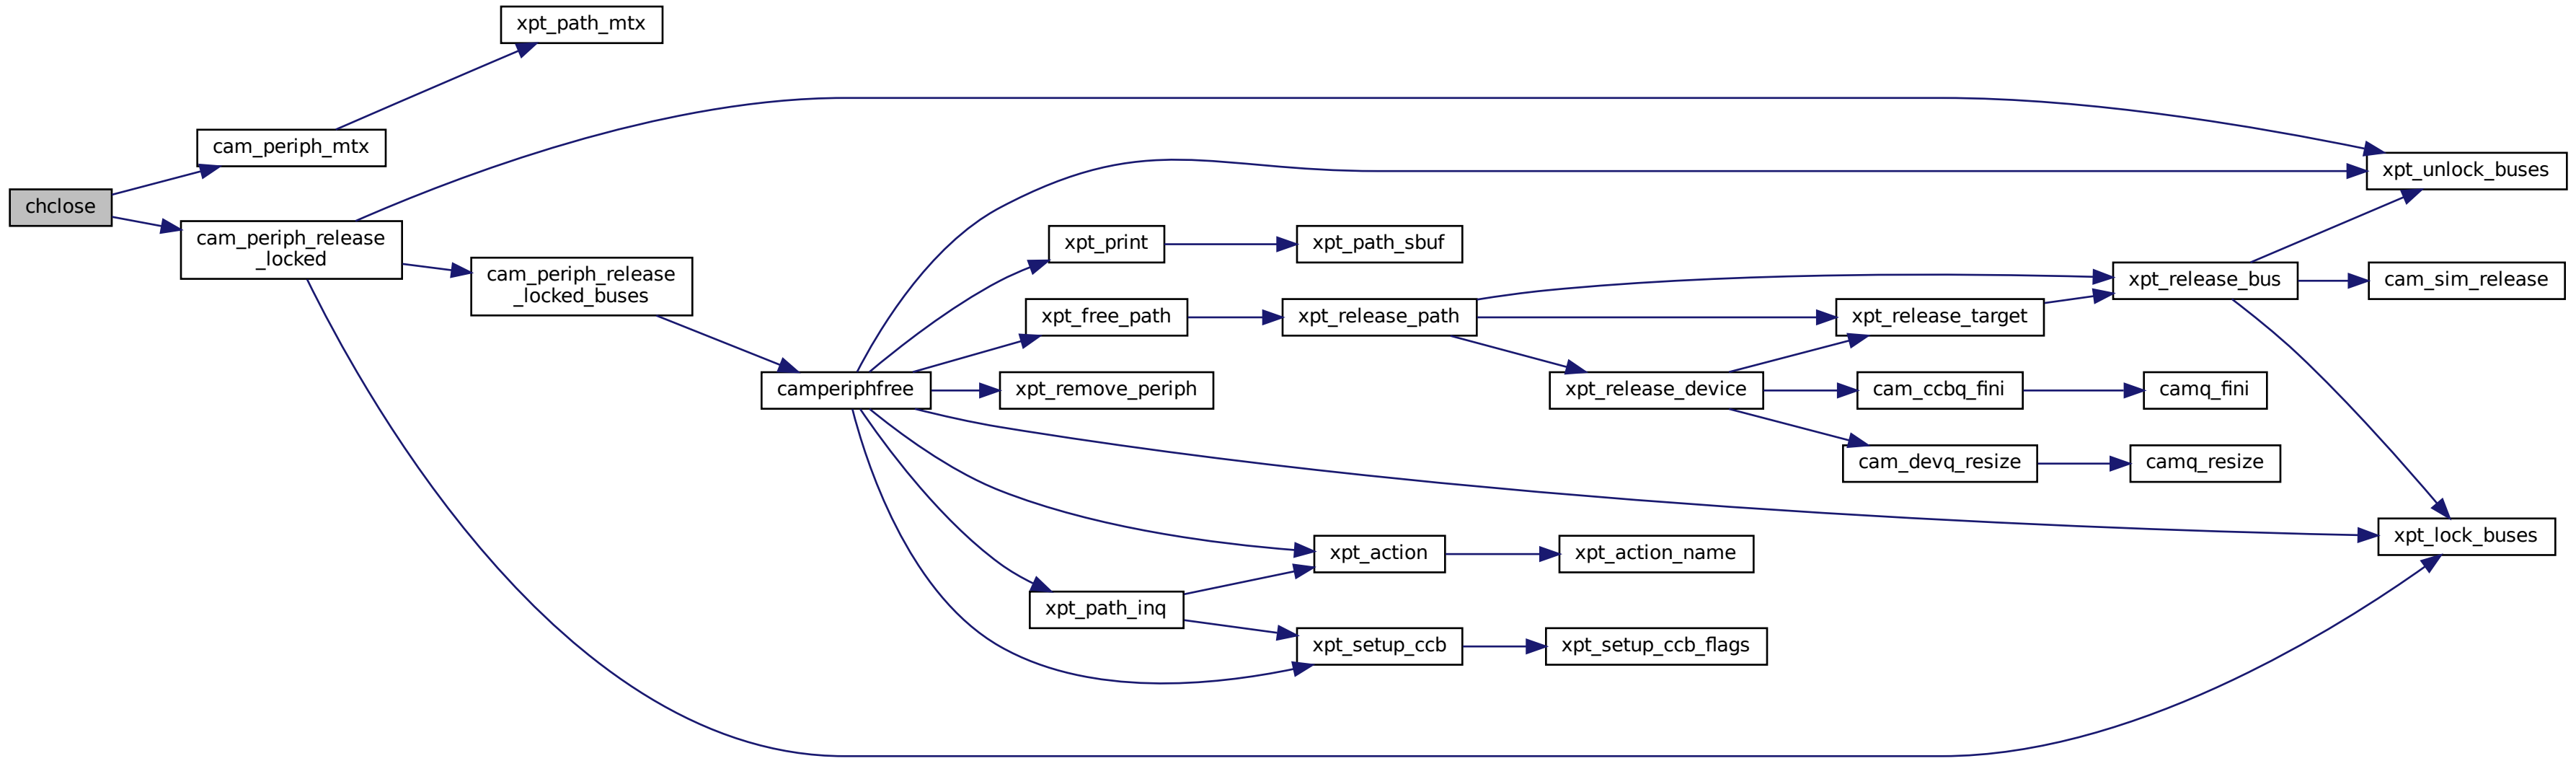 xpt_path_mtx
cam_periph_mtx
chclose
cam_periph_release
_locked
cam_periph_release
_locked_buses
camperiphfree
xpt_print
xpt_path_sbuf
xpt_free_path
xpt_release_path
xpt_remove_periph
xpt_release_device
xpt_release_target
xpt_release_bus
xpt_unlock_buses
cam_sim_release
cam_ccbq_fini
camq_fini
cam_devq_resize
camq_resize
xpt_lock_buses
xpt_action
xpt_action_name
xpt_path_inq
xpt_setup_ccb
xpt_setup_ccb_flags